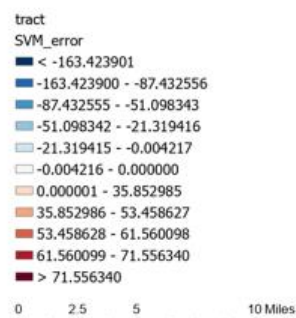 tract
SVM_error
< -163.423901
-163.423900 - -87.432556
-87.432555 - -51.098343
-51.098342 - -21.319416
-21.319415 - -0.004217
-0.004216 - 0.000000
0.000001 - 35.852985
35.852986 - 53.458627
53.458628 - 61.560098
61.560099 - 71.556340
> 71.556340
0 2.5 5 10 Miles